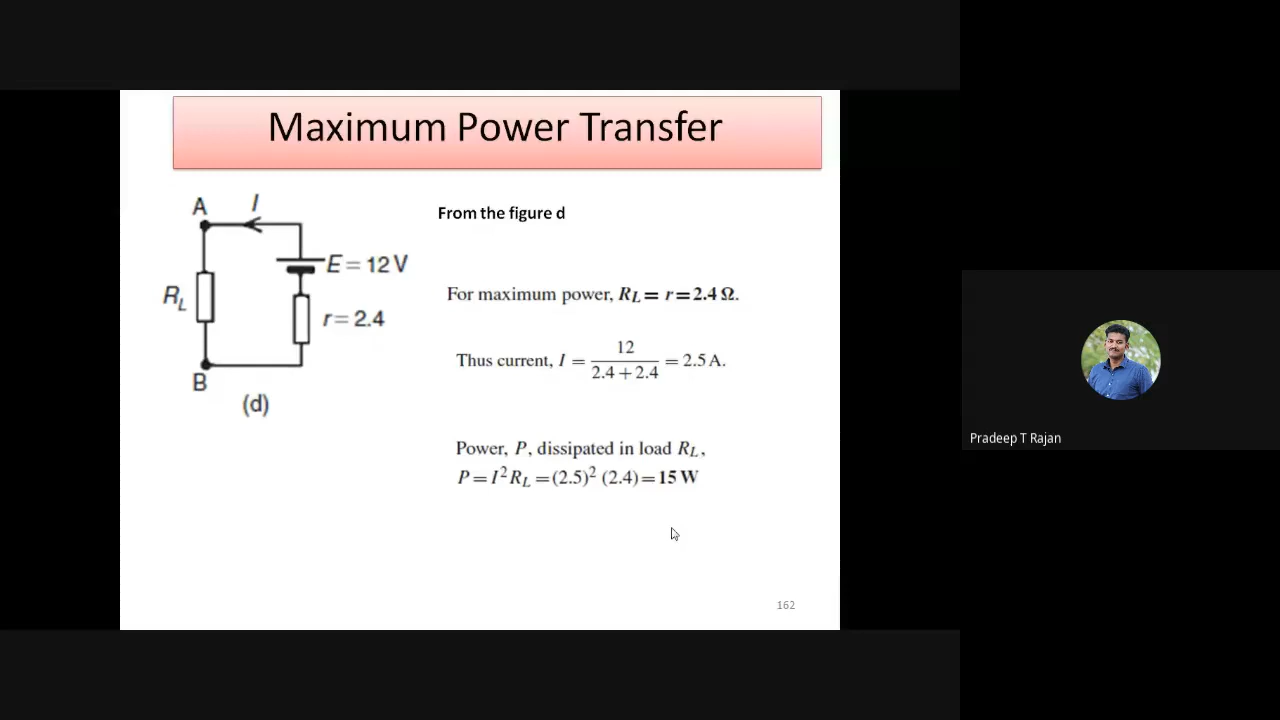 Maximum Power Transfer
A
I
E = 12 V
R_L
r = 2.4
B
(d)
From the figure d
For maximum power, R_L = r = 2.4 Ω.
Thus current, I = 12 / (2.4 + 2.4) = 2.5 A.
Power, P, dissipated in load R_L,
P = I² R_L = (2.5)² (2.4) = 15 W
162
Pradeep T Rajan